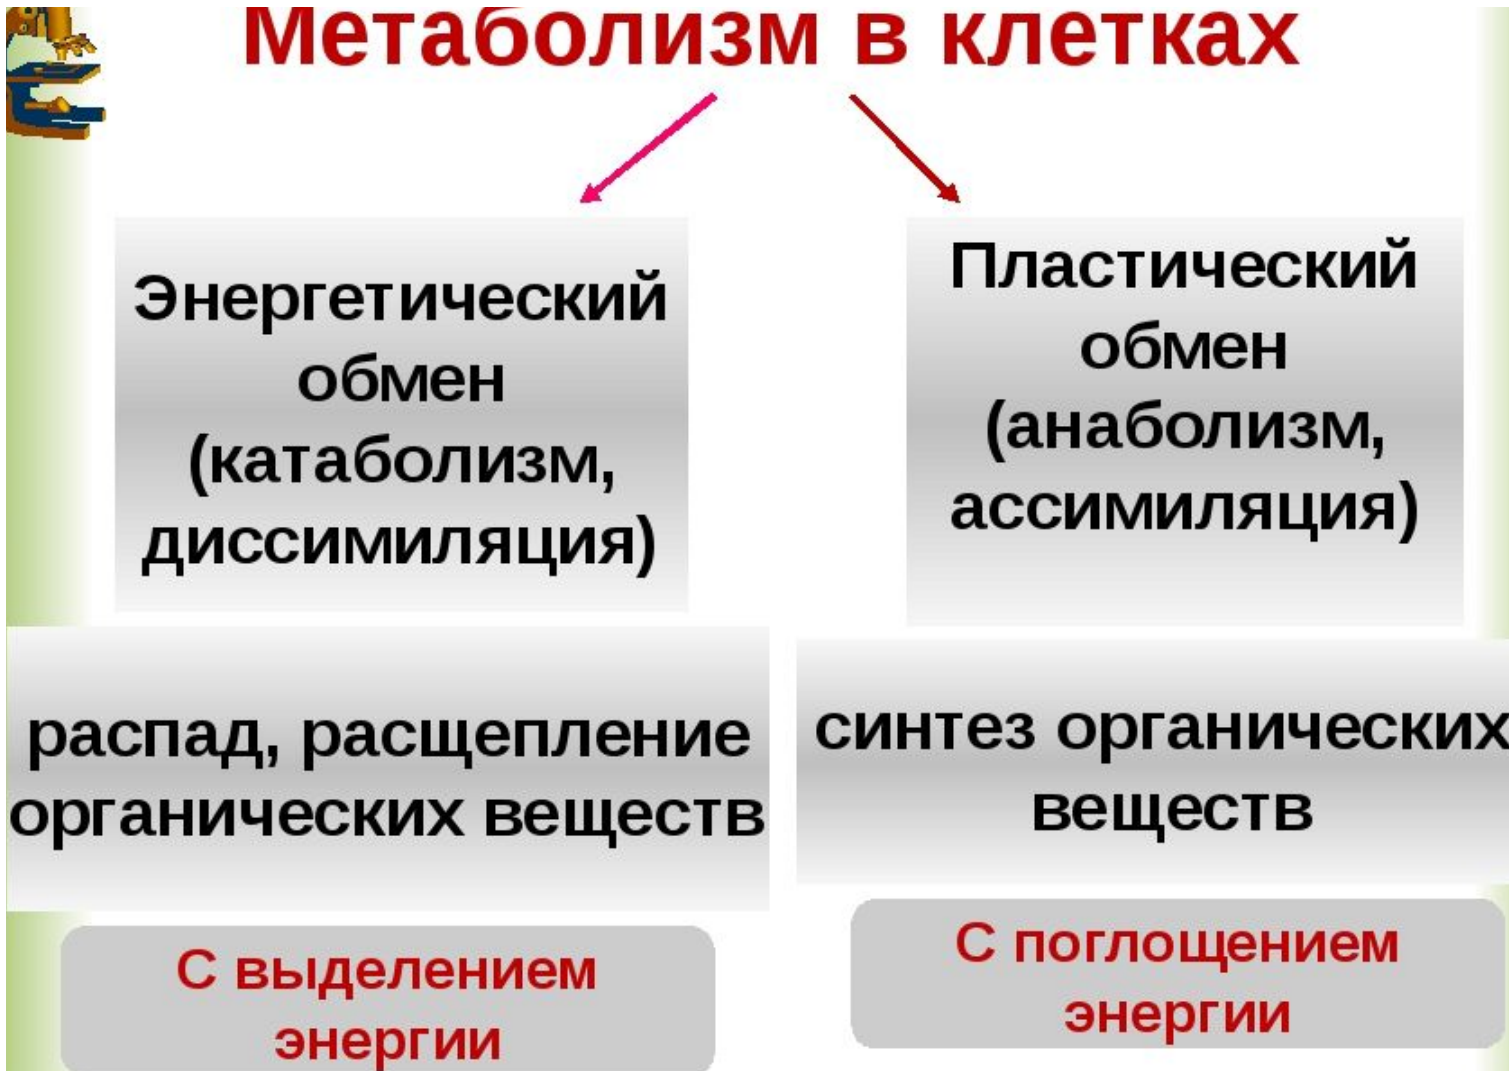 Метаболизм в клетках
Энергетический
обмен
(катаболизм,
диссимиляция)
распад, расщепление
органических веществ
С выделением
энергии
Пластический
обмен
(анаболизм,
ассимиляция)
синтез органических
веществ
С поглощением
энергии